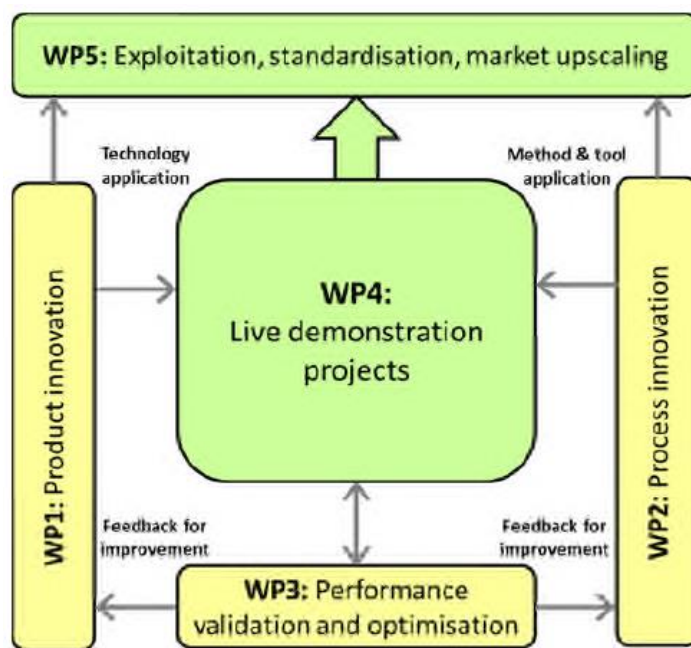 WP5: Exploitation, standardisation, market upscaling
Technology
application
Method & tool
application
WP1: Product innovation
WP4:
Live demonstration
projects
WP2: Process innovation
Feedback for
improvement
Feedback for
improvement
WP3: Performance
validation and optimisation